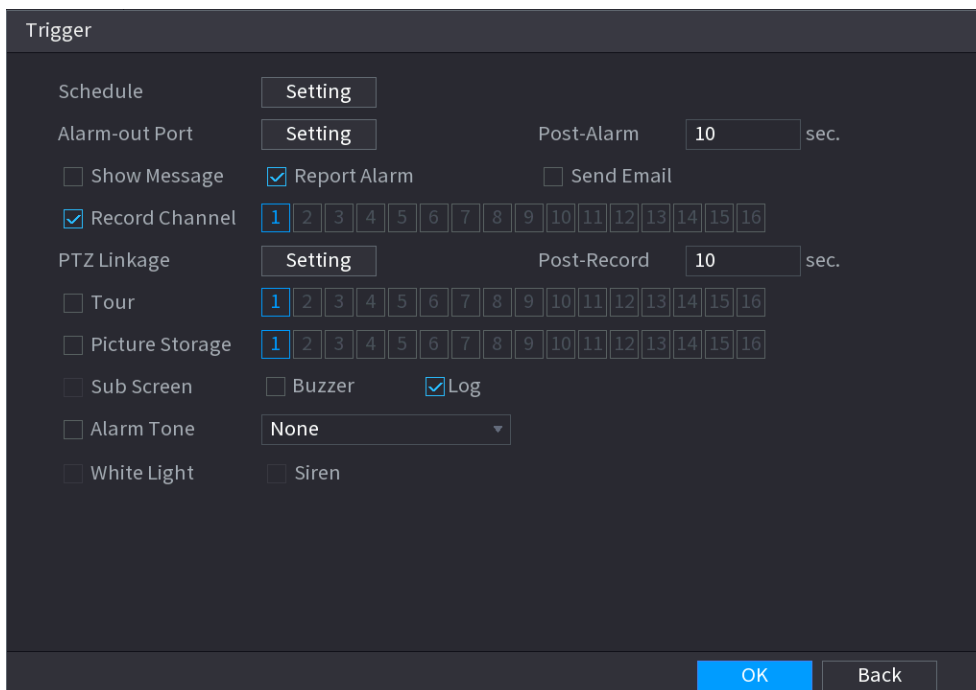 Trigger
Schedule Setting
Alarm-out Port Setting Post-Alarm 10 sec.
Show Message Report Alarm Send Email
Record Channel 1 2 3 4 5 6 7 8 9 10 11 12 13 14 15 16
PTZ Linkage Setting Post-Record 10 sec.
Tour 1 2 3 4 5 6 7 8 9 10 11 12 13 14 15 16
Picture Storage 1 2 3 4 5 6 7 8 9 10 11 12 13 14 15 16
Sub Screen Buzzer Log
Alarm Tone None
White Light Siren
OK Back